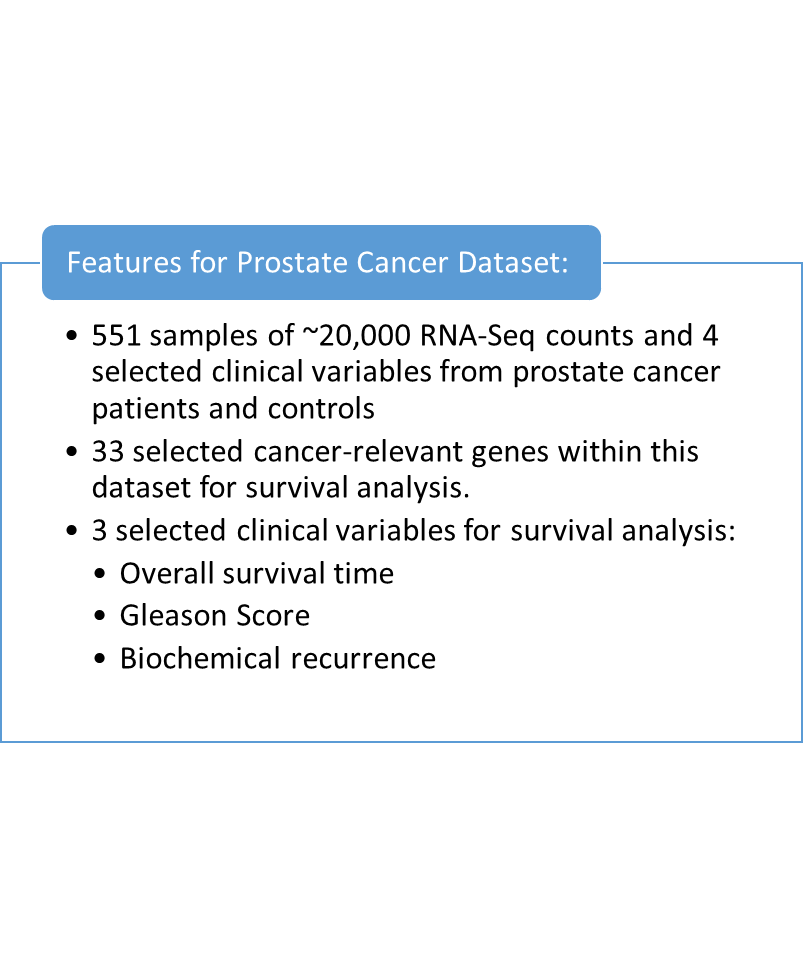 Features for Prostate Cancer Dataset:
• 551 samples of ~20,000 RNA-Seq counts and 4
selected clinical variables from prostate cancer
patients and controls
• 33 selected cancer-relevant genes within this
dataset for survival analysis.
• 3 selected clinical variables for survival analysis:
• Overall survival time
• Gleason Score
• Biochemical recurrence